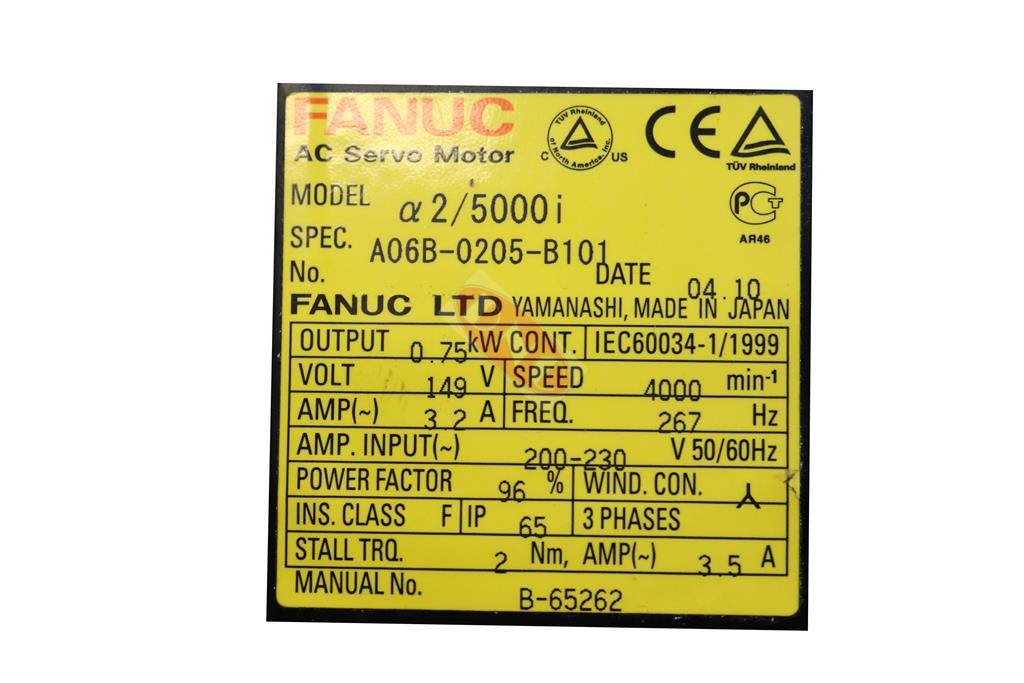 FANUC
AC Servo Motor
TÜV Rheinland
of North America, Inc.
C US
CE
TÜV Rheinland
MODEL α2/5000i
PCT
АЯ46
SPEC. A06B-0205-B101
No. DATE 04.10
FANUC LTD YAMANASHI, MADE IN JAPAN
OUTPUT 0.75 kW CONT. IEC60034-1/1999
VOLT 149 V SPEED 4000 min-¹
AMP(~) 3.2 A FREQ. 267 Hz
AMP. INPUT(~) 200-230 V 50/60Hz
POWER FACTOR 96 % WIND. CON.
INS. CLASS F IP 65 3 PHASES
STALL TRQ. 2 Nm, AMP(~) 3.5 A
MANUAL No. B-65262